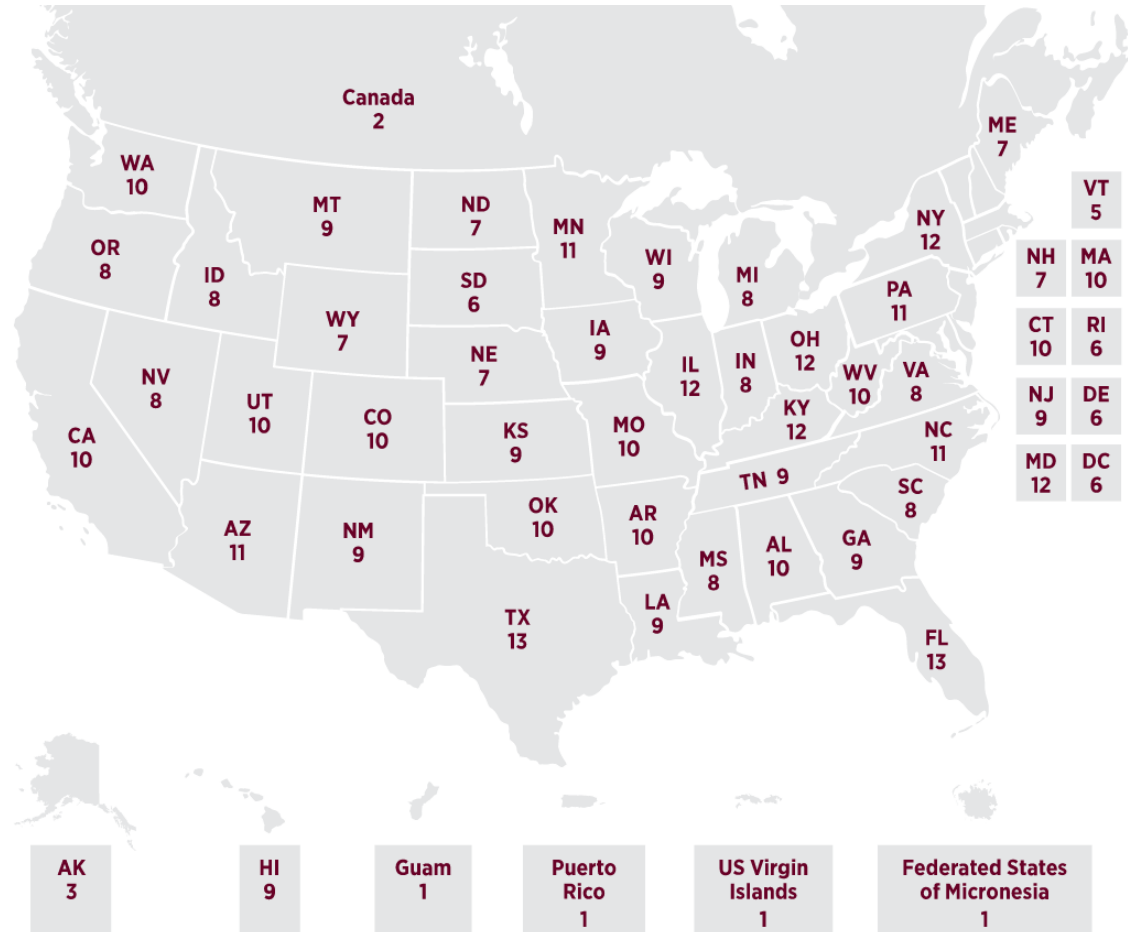 Canada
2
ME
7
WA
10
VT
5
MT
9
ND
7
NY
12
MN
11
OR
8
WI
9
NH
7
MA
10
ID
8
SD
6
MI
8
PA
11
WY
7
IA
9
CT
10
RI
6
OH
12
NE
7
IL
12
IN
8
WV
10
VA
8
NV
8
UT
10
CO
10
NJ
9
DE
6
KY
12
CA
10
KS
9
MO
10
NC
11
MD
12
DC
6
TN 9
SC
8
OK
10
AR
10
AZ
11
NM
9
GA
9
AL
10
MS
8
LA
9
TX
13
FL
13
AK
3
HI
9
Guam
1
Puerto
Rico
1
US Virgin
Islands
1
Federated States
of Micronesia
1